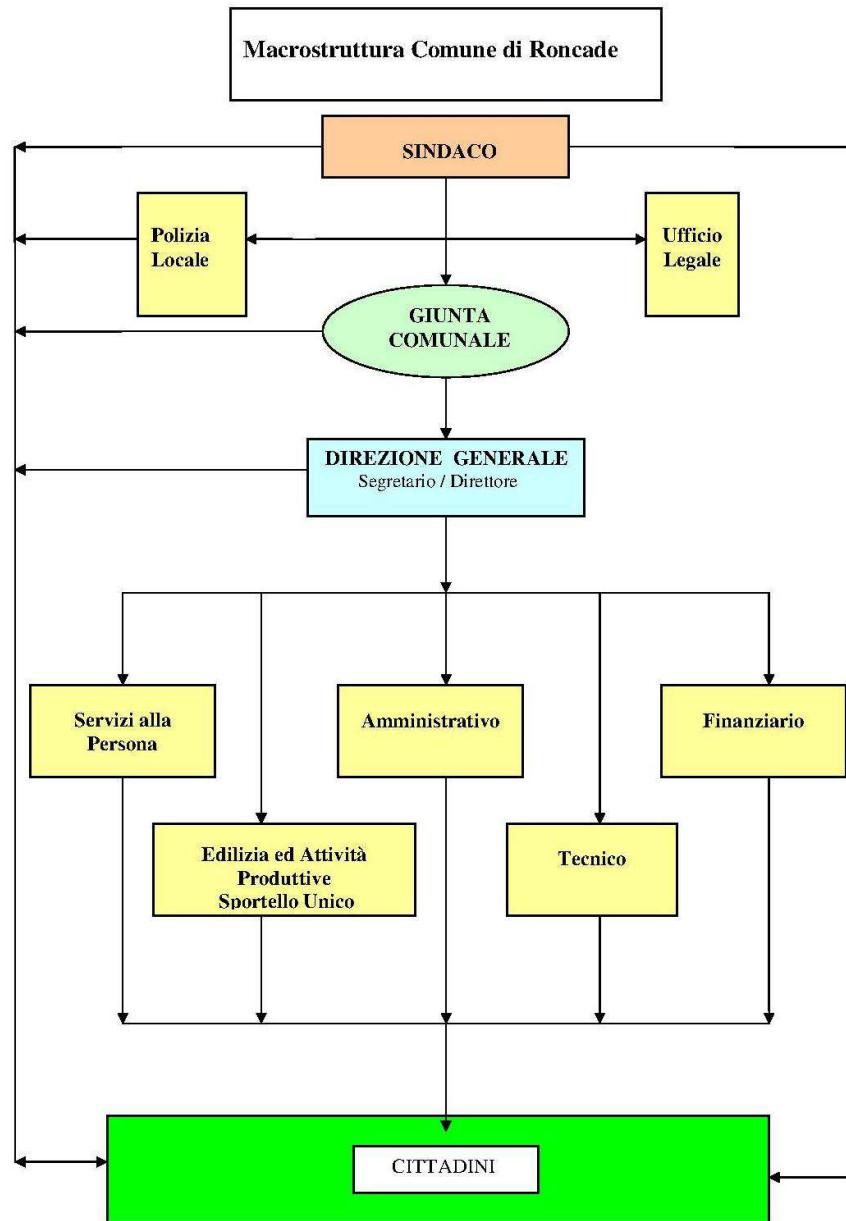 Macrostruttura Comune di Roncade
SINDACO
Polizia
Locale
Ufficio
Legale
GIUNTA
COMUNALE
DIREZIONE GENERALE
Segretario / Direttore
Servizi alla
Persona
Amministrativo
Finanziario
Edilizia ed Attività
Produttive
Sportello Unico
Tecnico
CITTADINI